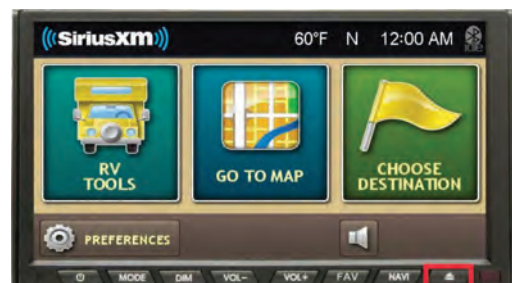 SiriusXM 60°F N 12:00 AM
RV
TOOLS
GO TO MAP
CHOOSE
DESTINATION
PREFERENCES
MODE DIM VOL- VOL+ FAV NAVI